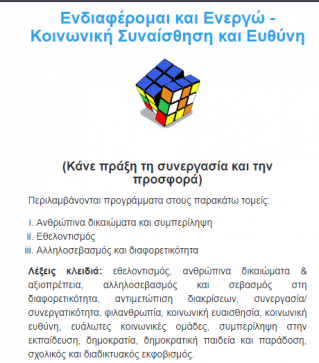 Ενδιαφέρομαι και Ενεργώ -
Κοινωνική Συναίσθηση και Ευθύνη
(Κάνε πράξη τη συνεργασία και την
προσφορά)
Περιλαμβάνονται προγράμματα στους παρακάτω τομείς:
i. Ανθρώπινα δικαιώματα και συμπερίληψη
ii. Εθελοντισμός
iii. Αλληλοσεβασμός και διαφορετικότητα
Λέξεις κλειδιά: εθελοντισμός, ανθρώπινα δικαιώματα &
αξιοπρέπεια, αλληλοσεβασμός και σεβασμός στη
διαφορετικότητα, αντιμετώπιση διακρίσεων, συνεργασία/
συνεργατικότητα, φιλανθρωπία, κοινωνική ευαισθησία, κοινωνική
ευθύνη, ευάλωτες κοινωνικές ομάδες, συμπερίληψη στην
εκπαίδευση, δημοκρατία, δημοκρατική παιδεία και παράδοση,
σχολικός και διαδικτυακός εκφοβισμός.